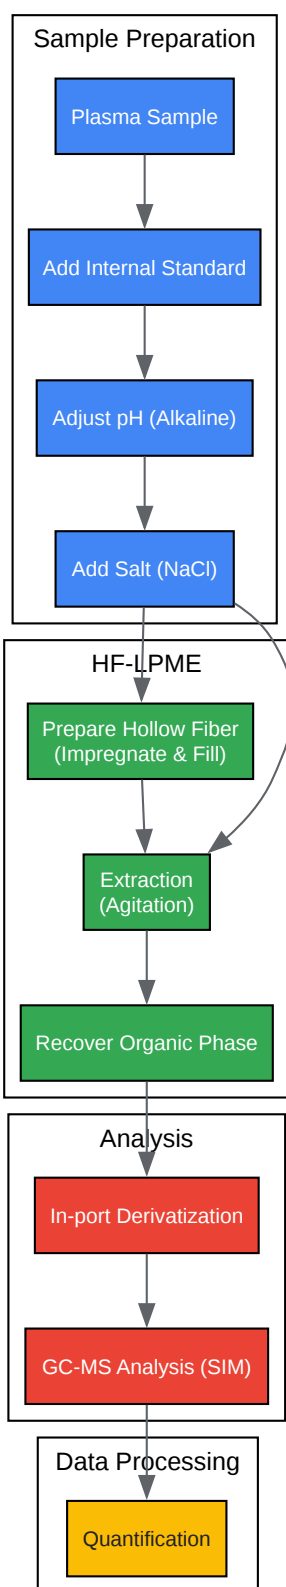 Sample Preparation
Plasma Sample
Add Internal Standard
Adjust pH (Alkaline)
Add Salt (NaCl)
HF-LPME
Prepare Hollow Fiber
(Impregnate & Fill)
Extraction
(Agitation)
Recover Organic Phase
Analysis
In-port Derivatization
GC-MS Analysis (SIM)
Data Processing
Quantification